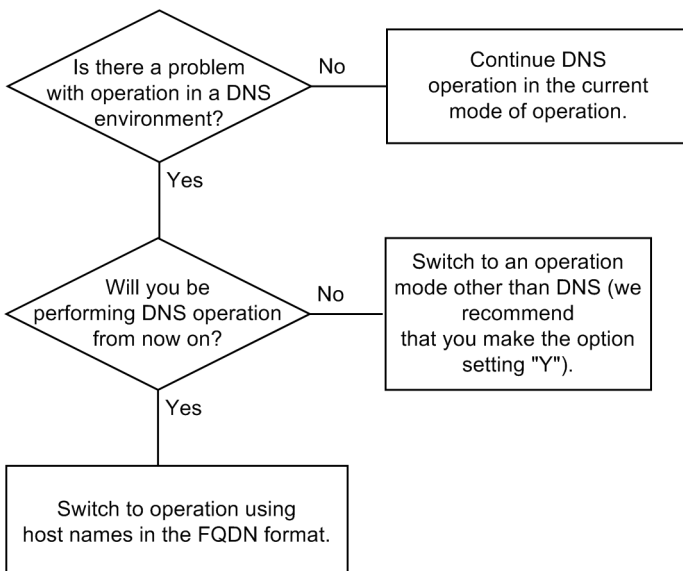 Is there a problem
with operation in a DNS
environment?
No
Continue DNS
operation in the current
mode of operation.
Yes
Will you be
performing DNS operation
from now on?
No
Switch to an operation
mode other than DNS (we
recommend
that you make the option
setting "Y").
Yes
Switch to operation using
host names in the FQDN format.